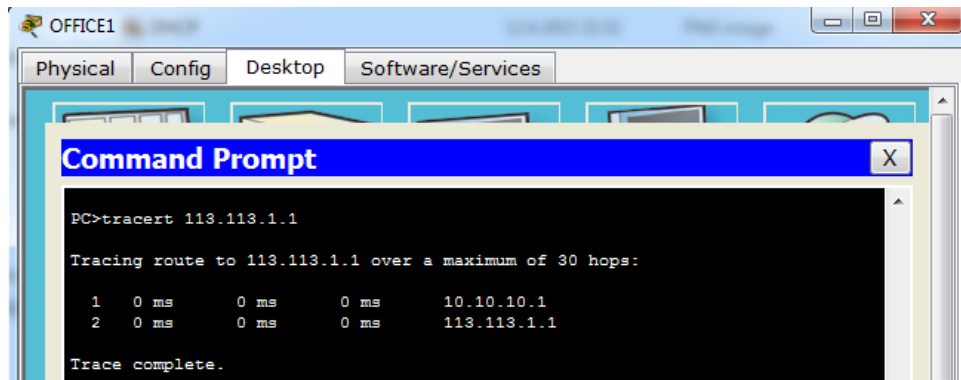 OFFICE1
Physical Config Desktop Software/Services
Command Prompt X
PC>tracert 113.113.1.1
Tracing route to 113.113.1.1 over a maximum of 30 hops:
1 0 ms 0 ms 0 ms 10.10.10.1
2 0 ms 0 ms 0 ms 113.113.1.1
Trace complete.